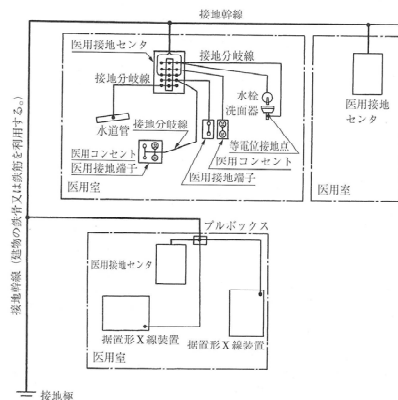 接地幹線
医用接地センタ
接地分岐線
接地分岐線
水栓
洗面器
医用接地
センタ
水道管
接地分岐線
等電位接地点
医用コンセント
医用コンセント
医用接地端子
医用接地端子
医用室
医用室
接地幹線（建物の鉄骨又は鉄筋を利用する。）
プルボックス
医用接地センタ
据置形X線装置
据置形X線装置
医用室
接地極